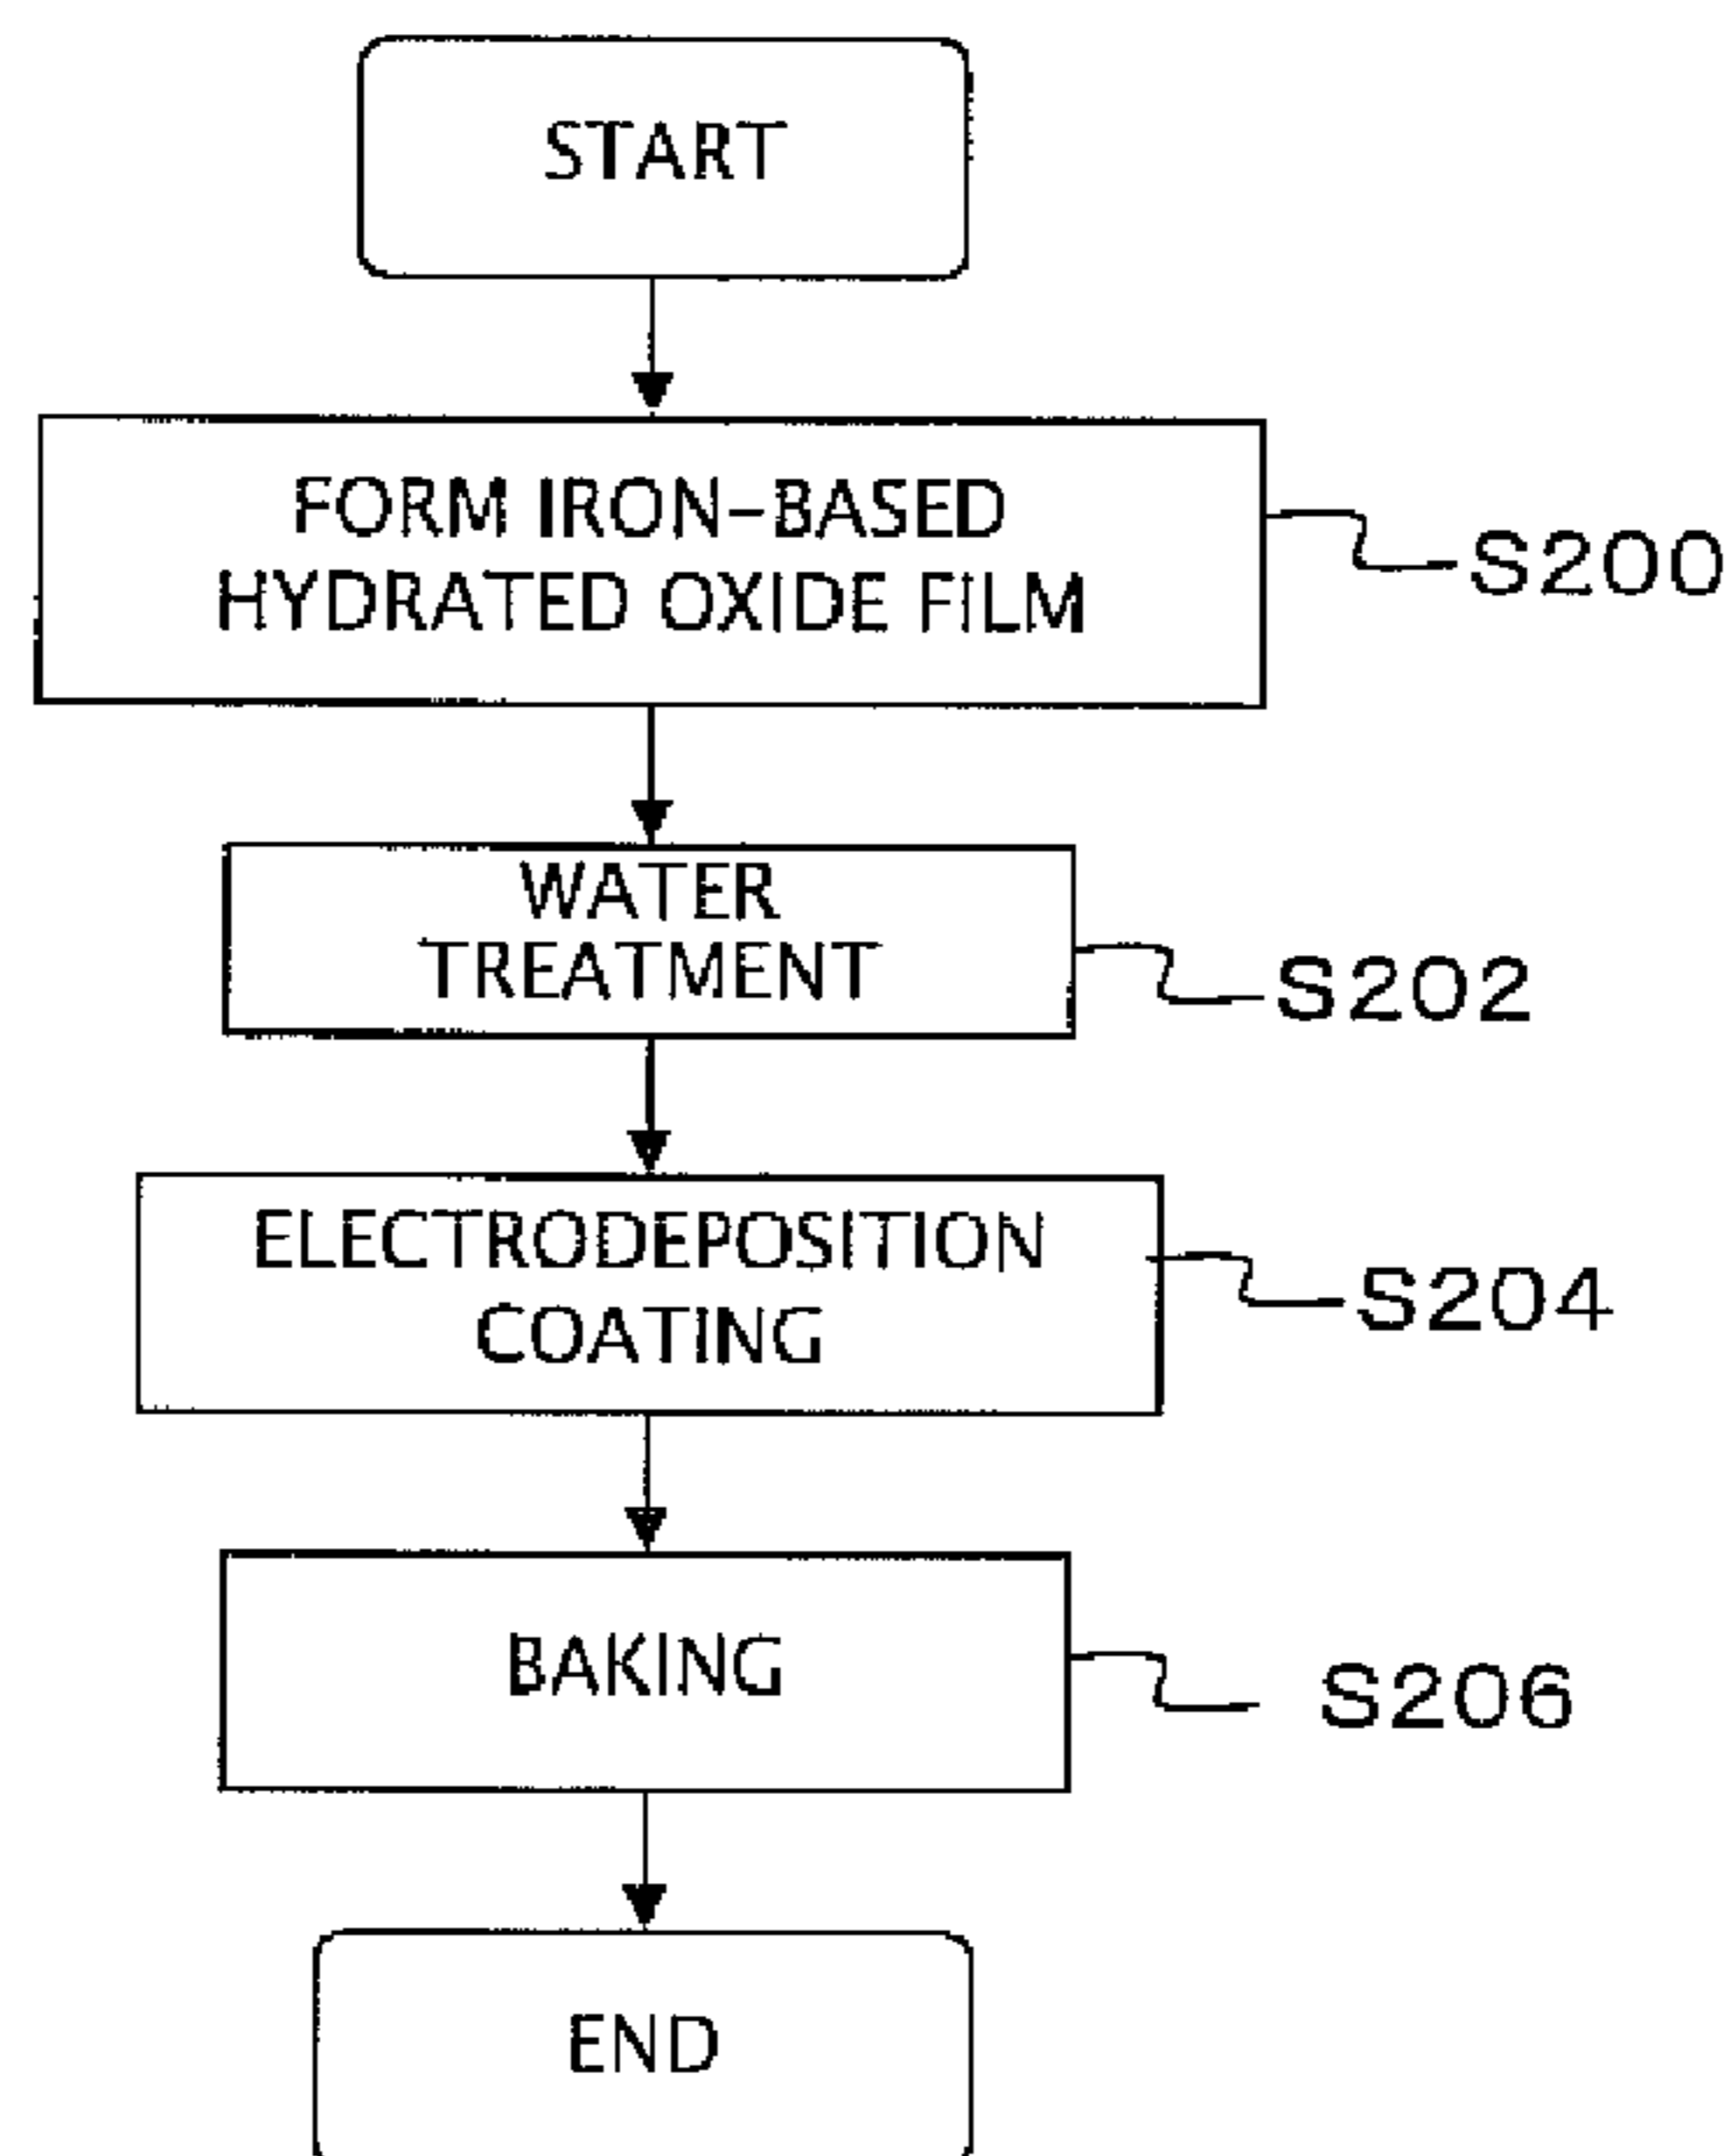 START
FORM IRON-BASED
HYDRATED OXIDE FILM
S200
WATER
TREATMENT
S202
ELECTRODEPOSITION
COATING
S204
BAKING
S206
END